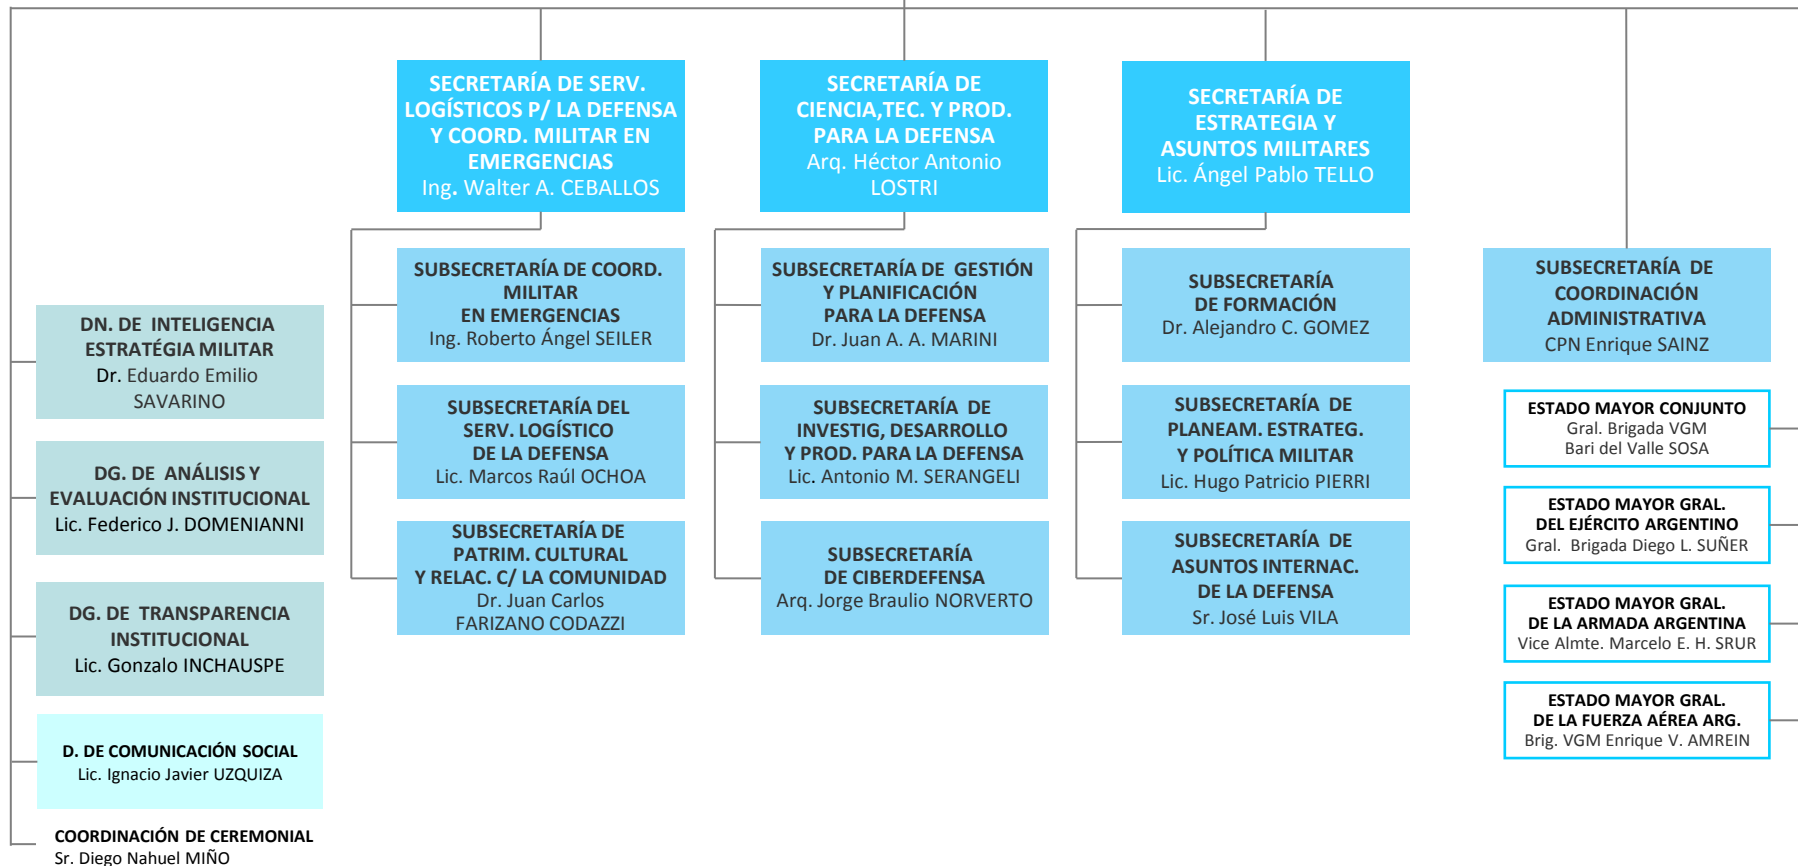 SECRETARÍA DE SERV.
LOGÍSTICOS P/ LA DEFENSA
Y COORD. MILITAR EN
EMERGENCIAS
Ing. Walter A. CEBALLOS
SECRETARÍA DE
CIENCIA,TEC. Y PROD.
PARA LA DEFENSA
Arq. Héctor Antonio
LOSTRI
SECRETARÍA DE
ESTRATEGIA Y
ASUNTOS MILITARES
Lic. Ángel Pablo TELLO
DN. DE INTELIGENCIA
ESTRATÉGIA MILITAR
Dr. Eduardo Emilio
SAVARINO
DG. DE ANÁLISIS Y
EVALUACIÓN INSTITUCIONAL
Lic. Federico J. DOMENIANNI
DG. DE TRANSPARENCIA
INSTITUCIONAL
Lic. Gonzalo INCHAUSPE
D. DE COMUNICACIÓN SOCIAL
Lic. Ignacio Javier UZQUIZA
COORDINACIÓN DE CEREMONIAL
Sr. Diego Nahuel MIÑO
SUBSECRETARÍA DE COORD.
MILITAR
EN EMERGENCIAS
Ing. Roberto Ángel SEILER
SUBSECRETARÍA DEL
SERV. LOGÍSTICO
DE LA DEFENSA
Lic. Marcos Raúl OCHOA
SUBSECRETARÍA DE
PATRIM. CULTURAL
Y RELAC. C/ LA COMUNIDAD
Dr. Juan Carlos
FARIZANO CODAZZI
SUBSECRETARÍA DE GESTIÓN
Y PLANIFICACIÓN
PARA LA DEFENSA
Dr. Juan A. A. MARINI
SUBSECRETARÍA DE
INVESTIG, DESARROLLO
Y PROD. PARA LA DEFENSA
Lic. Antonio M. SERANGELI
SUBSECRETARÍA
DE CIBERDEFENSA
Arq. Jorge Braulio NORVERTO
SUBSECRETARÍA
DE FORMACIÓN
Dr. Alejandro C. GOMEZ
SUBSECRETARÍA DE
PLANEAM. ESTRATEG.
Y POLÍTICA MILITAR
Lic. Hugo Patricio PIERRI
SUBSECRETARÍA DE
ASUNTOS INTERNAC.
DE LA DEFENSA
Sr. José Luis VILA
SUBSECRETARÍA DE
COORDINACIÓN
ADMINISTRATIVA
CPN Enrique SAINZ
ESTADO MAYOR CONJUNTO
Gral. Brigada VGM
Bari del Valle SOSA
ESTADO MAYOR GRAL.
DEL EJÉRCITO ARGENTINO
Gral. Brigada Diego L. SUÑER
ESTADO MAYOR GRAL.
DE LA ARMADA ARGENTINA
Vice Almte. Marcelo E. H. SRUR
ESTADO MAYOR GRAL.
DE LA FUERZA AÉREA ARG.
Brig. VGM Enrique V. AMREIN